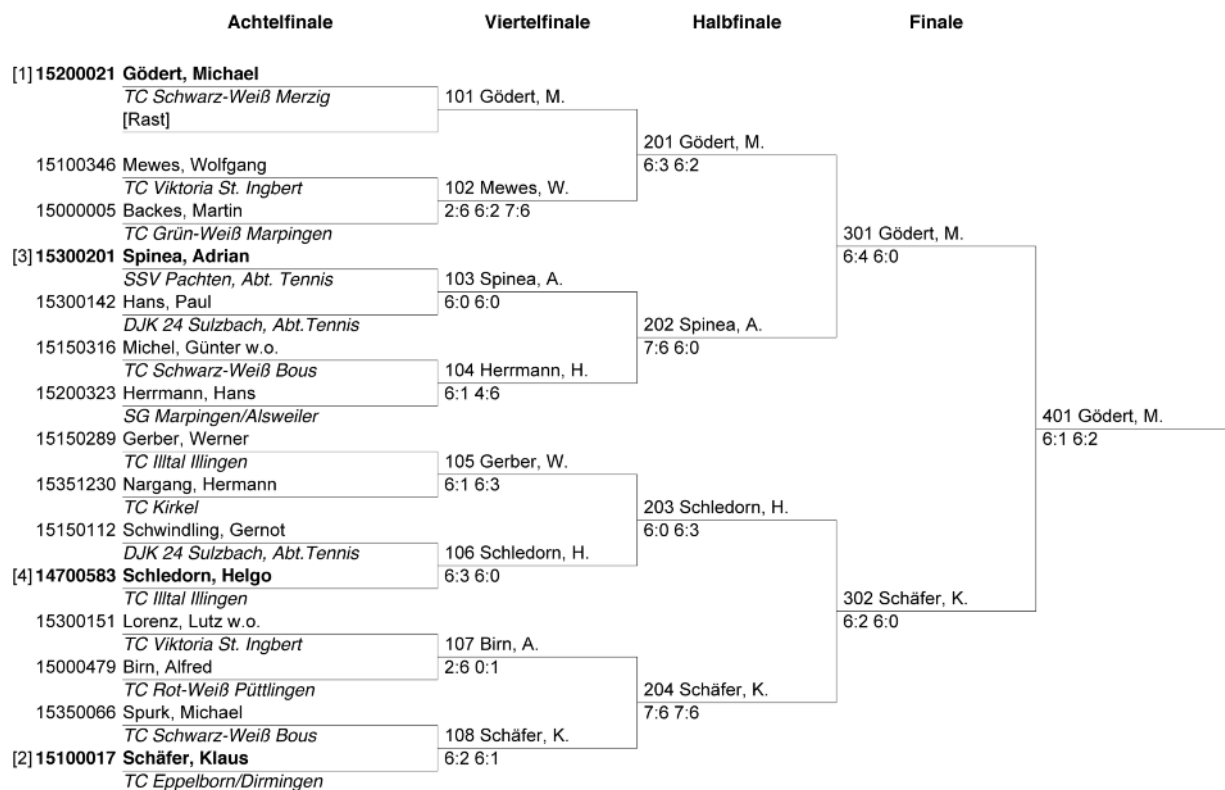 Achtelfinale Viertelfinale Halbfinale Finale
[1] 15200021 Gödert, Michael
TC Schwarz-Weiß Merzig 101 Gödert, M.
[Rast]
201 Gödert, M.
15100346 Mewes, Wolfgang 6:3 6:2
TC Viktoria St. Ingbert 102 Mewes, W.
15000005 Backes, Martin 2:6 6:2 7:6
TC Grün-Weiß Marpingen 301 Gödert, M.
[3] 15300201 Spinea, Adrian 6:4 6:0
SSV Pachten, Abt. Tennis 103 Spinea, A.
15300142 Hans, Paul 6:0 6:0
DJK 24 Sulzbach, Abt.Tennis 202 Spinea, A.
15150316 Michel, Günter w.o. 7:6 6:0
TC Schwarz-Weiß Bous 104 Herrmann, H.
15200323 Herrmann, Hans 6:1 4:6
SG Marpingen/Alsweiler 401 Gödert, M.
15150289 Gerber, Werner 6:1 6:2
TC Illtal Illingen 105 Gerber, W.
15351230 Nargang, Hermann 6:1 6:3
TC Kirkel 203 Schledorn, H.
15150112 Schwindling, Gernot 6:0 6:3
DJK 24 Sulzbach, Abt.Tennis 106 Schledorn, H.
[4] 14700583 Schledorn, Helgo 6:3 6:0
TC Illtal Illingen 302 Schäfer, K.
15300151 Lorenz, Lutz w.o. 6:2 6:0
TC Viktoria St. Ingbert 107 Birn, A.
15000479 Birn, Alfred 2:6 0:1
TC Rot-Weiß Püttlingen 204 Schäfer, K.
15350066 Spurk, Michael 7:6 7:6
TC Schwarz-Weiß Bous 108 Schäfer, K.
[2] 15100017 Schäfer, Klaus 6:2 6:1
TC Eppelborn/Dirmingen